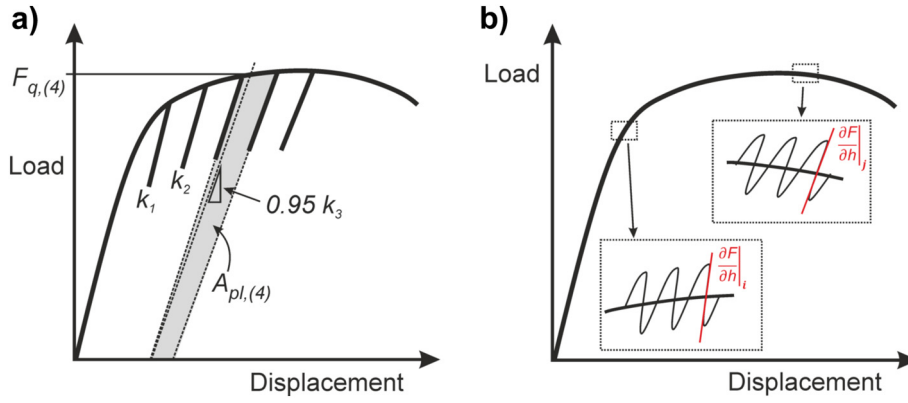 a)
F_{q,(4)}
Load
k_1
k_2
0.95 k_3
A_{pl,(4)}
Displacement
b)
Load
∂F/∂h|_j
∂F/∂h|_i
Displacement